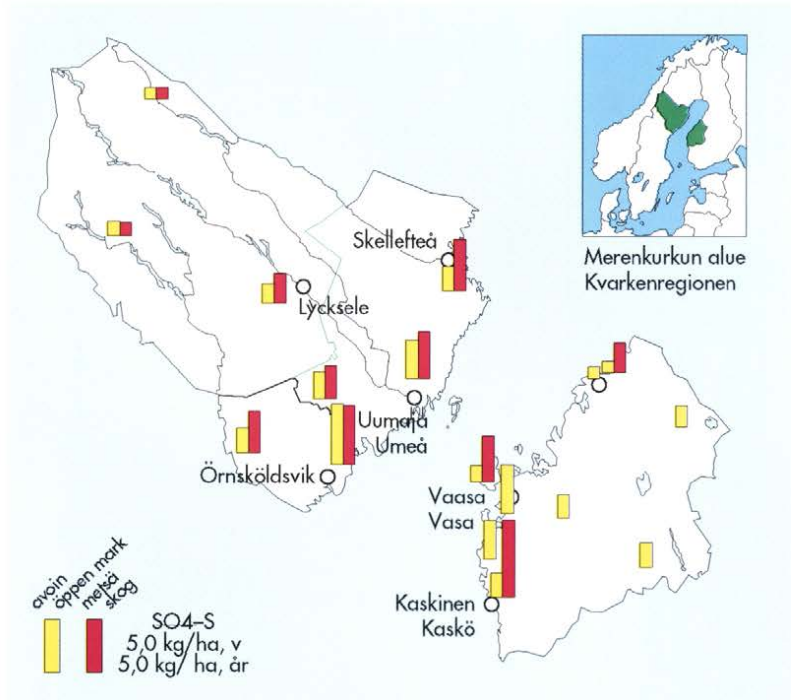 Merenkurkun alue
Kvarkenregionen
Skellefteå
Lycksele
Uumaja
Umeå
Örnsköldsvik
Vaasa
Vasa
Kaskinen
Kaskö
avoin
öppen mark
metsä
skog
SO4–S
5,0 kg/ha, v
5,0 kg/ ha, år